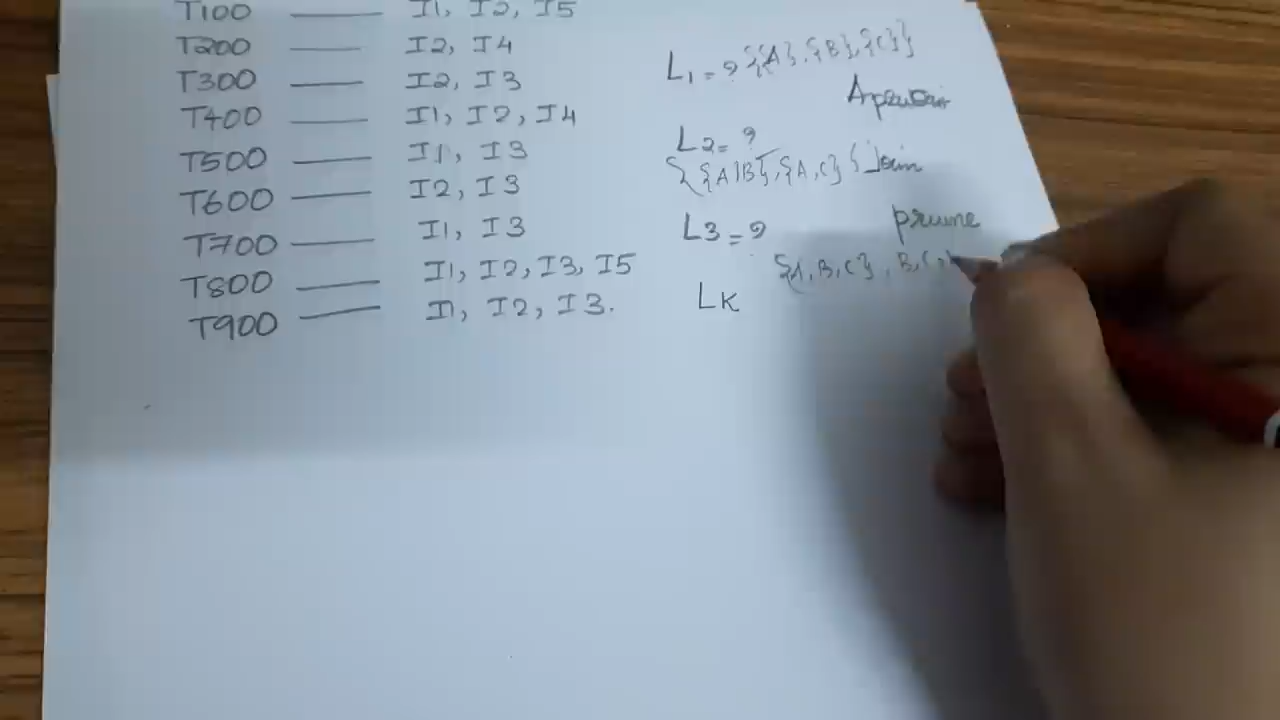 T100 —— I1, I2, I5
T200 —— I2, I4
T300 —— I2, I3
T400 —— I1, I2, I4
T500 —— I1, I3
T600 —— I2, I3
T700 —— I1, I3
T800 —— I1, I2, I3, I5
T900 —— I1, I2, I3.
L1 = ? {{A}, {B}, {C}}
L2 = ?
{{A,B}, {A,C}} Join
L3 = ? prune
{A, B, C}, B, C,
LK